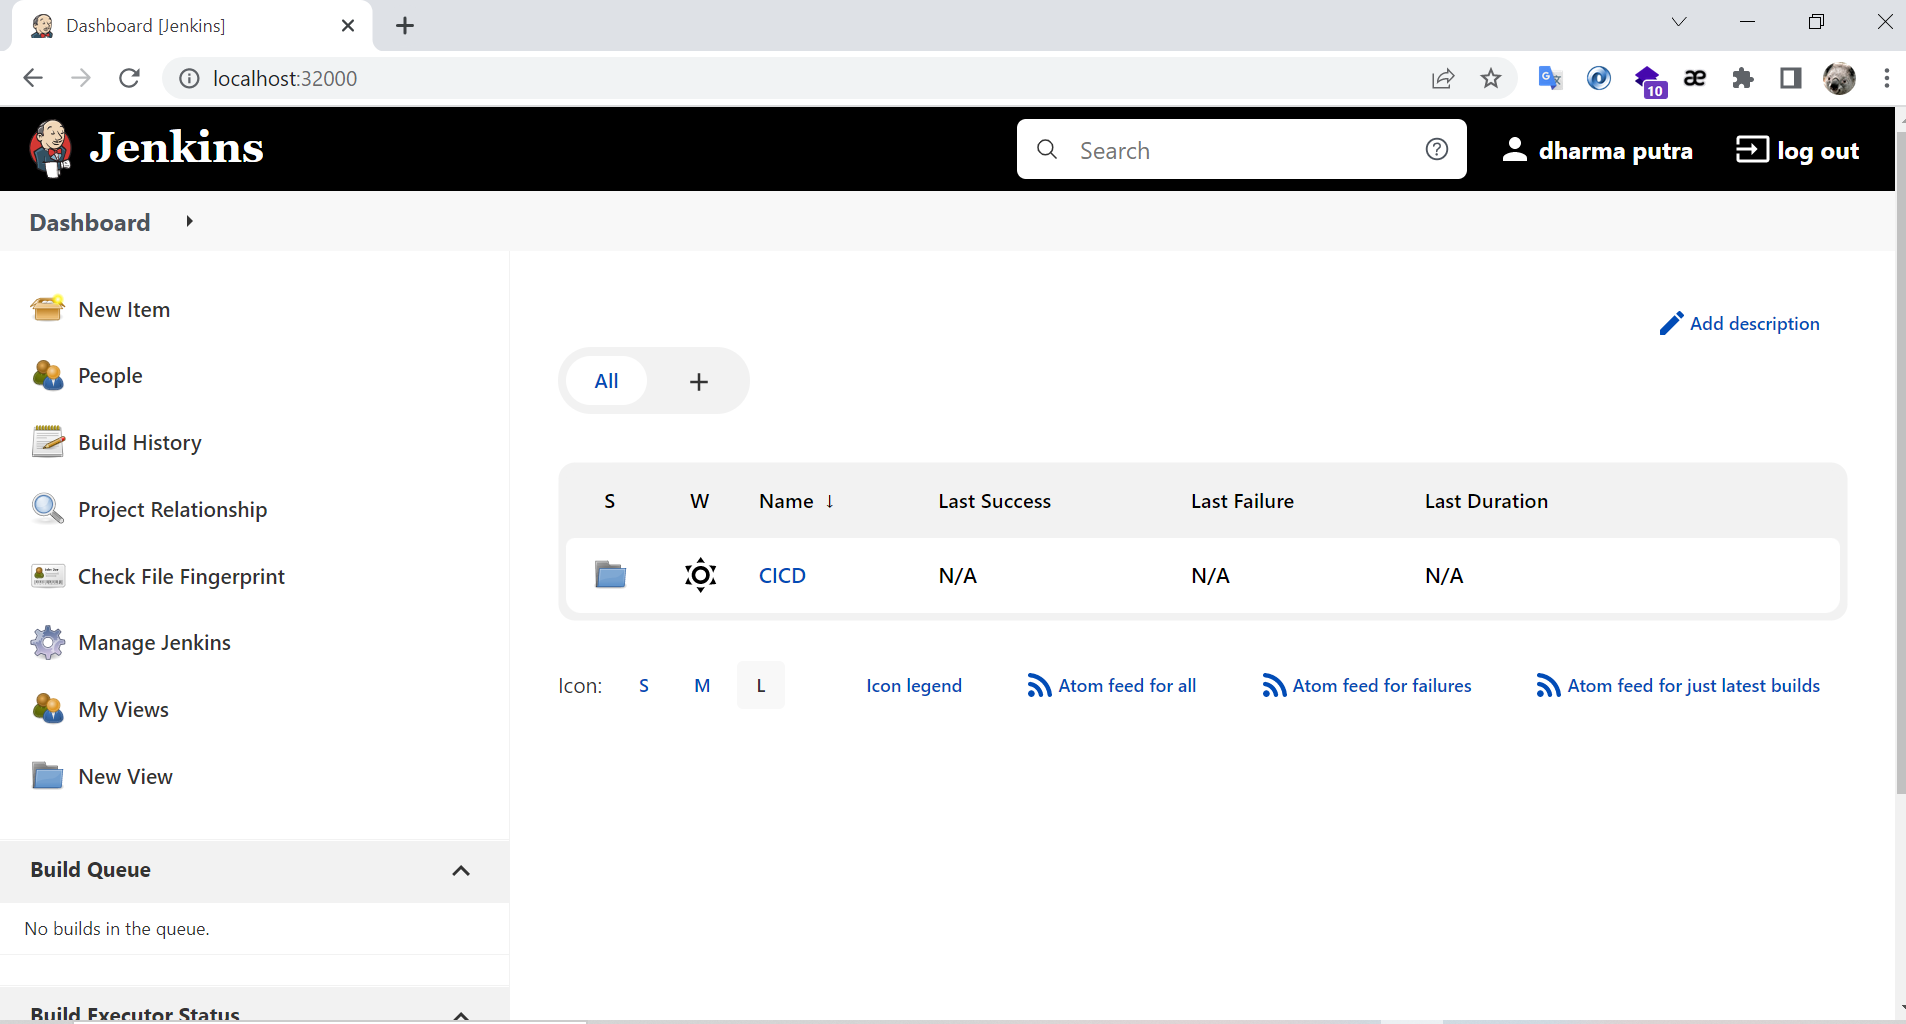 Dashboard [Jenkins]
localhost:32000
10
æ
Jenkins
Search
dharma putra
log out
Dashboard
New Item
People
Build History
Project Relationship
Check File Fingerprint
Manage Jenkins
My Views
New View
Build Queue
No builds in the queue.
Build Executor Status
Add description
All +
S W Name ↓ Last Success Last Failure Last Duration
CICD N/A N/A N/A
Icon: S M L Icon legend Atom feed for all Atom feed for failures Atom feed for just latest builds